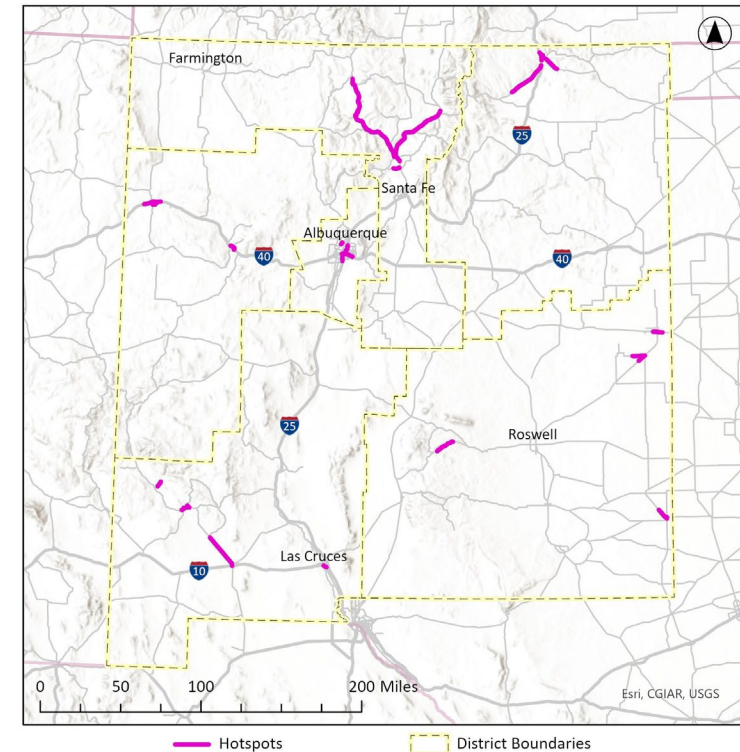 Farmington
25
Santa Fe
Albuquerque
40
40
25
Roswell
Las Cruces
10
0 50 100 200 Miles
Esri, CGIAR, USGS
Hotspots
District Boundaries